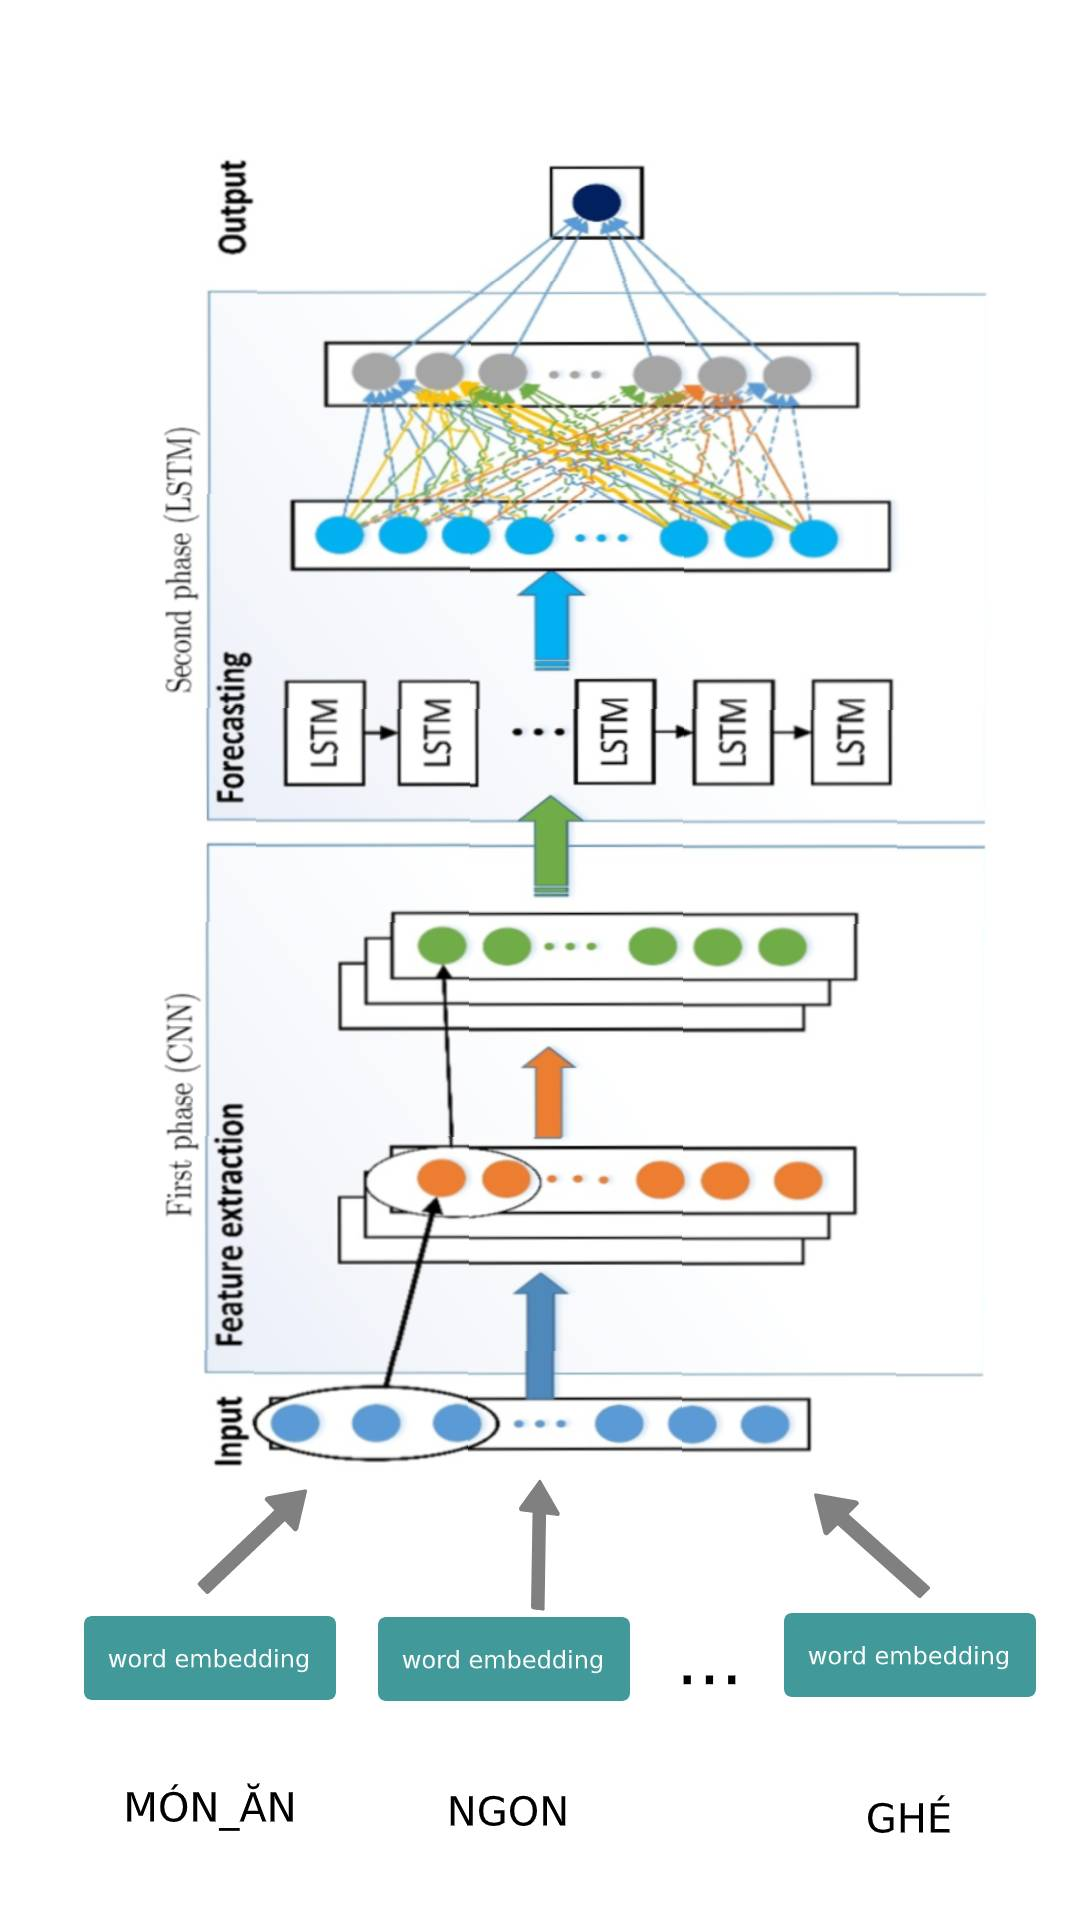 Output
Second phase (LSTM)
Forecasting
LSTM
LSTM
LSTM
LSTM
LSTM
First phase (CNN)
Feature extraction
Input
word embedding
word embedding
...
word embedding
MÓN_ĂN
NGON
GHÉ